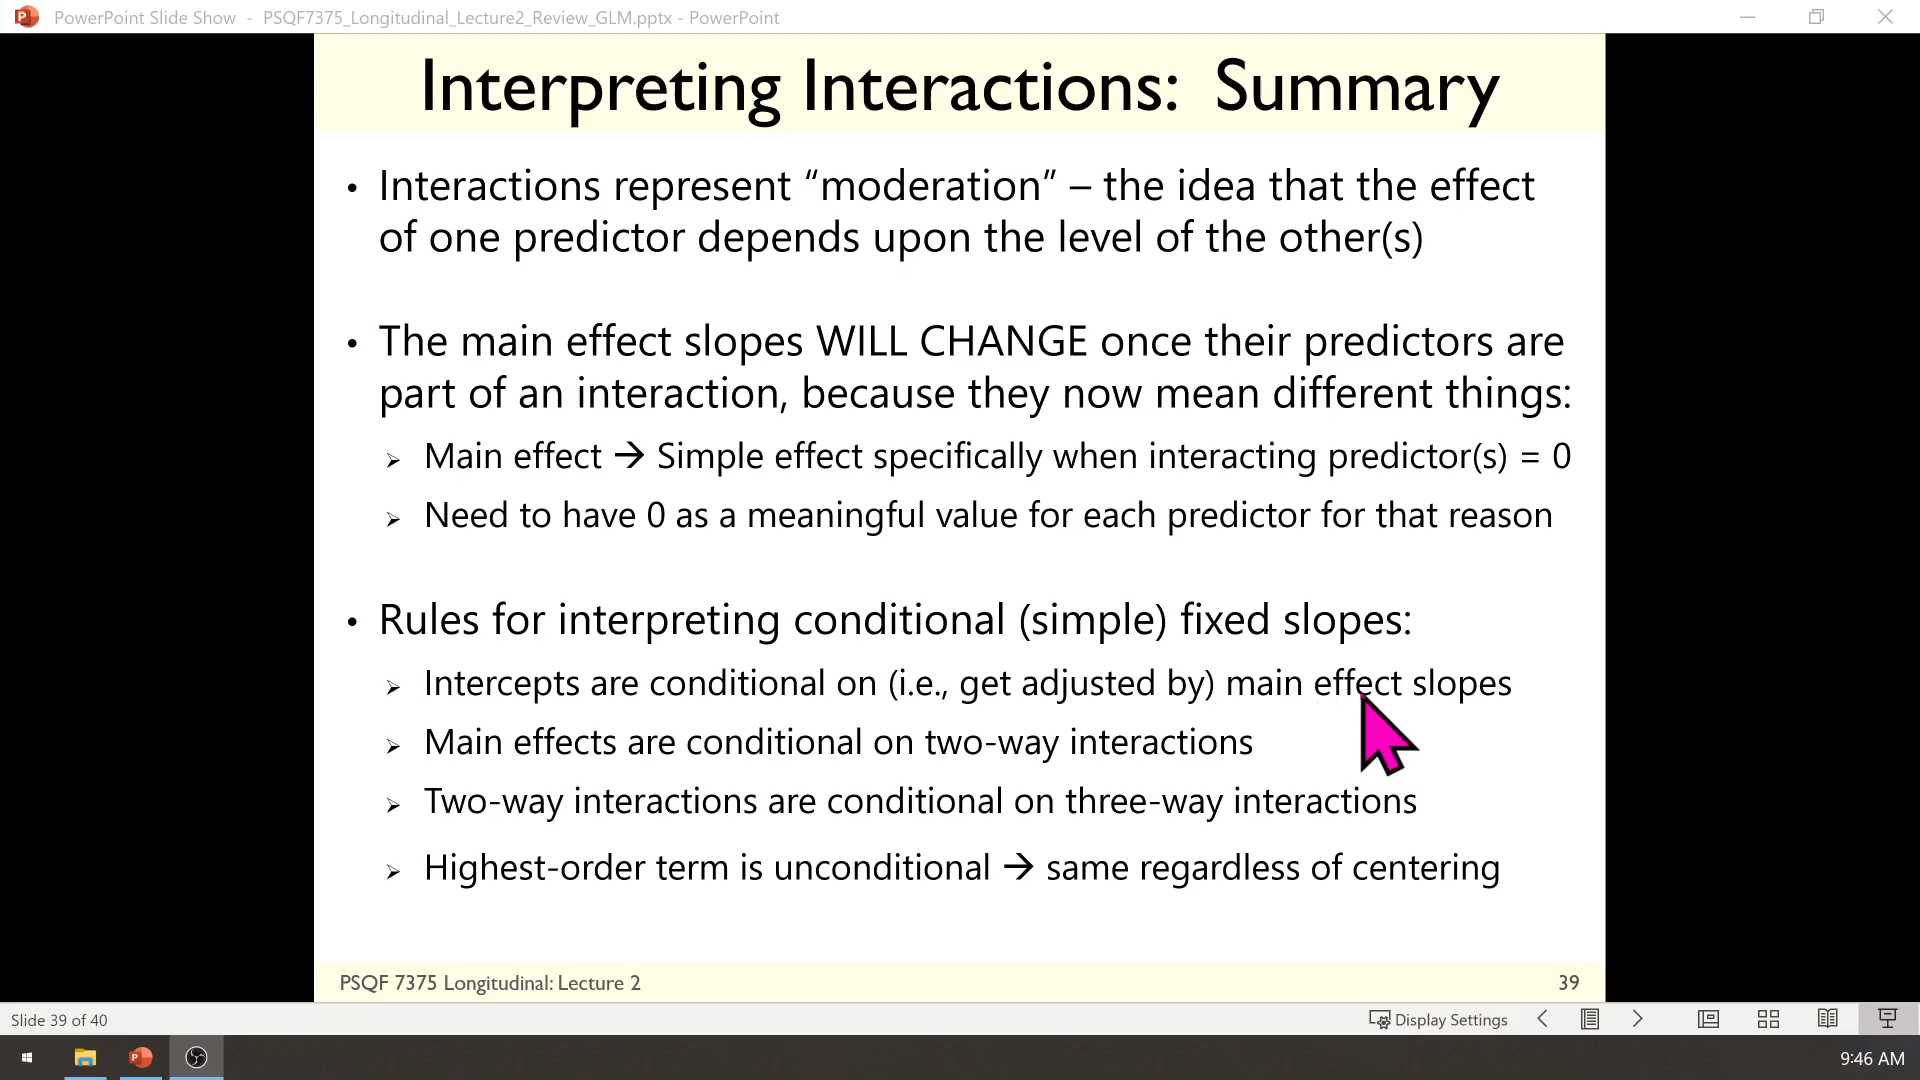 PowerPoint Slide Show - PSQF7375_Longitudinal_Lecture2_Review_GLM.pptx - PowerPoint
Interpreting Interactions: Summary
• Interactions represent “moderation” – the idea that the effect
of one predictor depends upon the level of the other(s)
• The main effect slopes WILL CHANGE once their predictors are
part of an interaction, because they now mean different things:
➢ Main effect → Simple effect specifically when interacting predictor(s) = 0
➢ Need to have 0 as a meaningful value for each predictor for that reason
• Rules for interpreting conditional (simple) fixed slopes:
➢ Intercepts are conditional on (i.e., get adjusted by) main effect slopes
➢ Main effects are conditional on two-way interactions
➢ Two-way interactions are conditional on three-way interactions
➢ Highest-order term is unconditional → same regardless of centering
PSQF 7375 Longitudinal: Lecture 2
39
Slide 39 of 40
Display Settings
9:46 AM